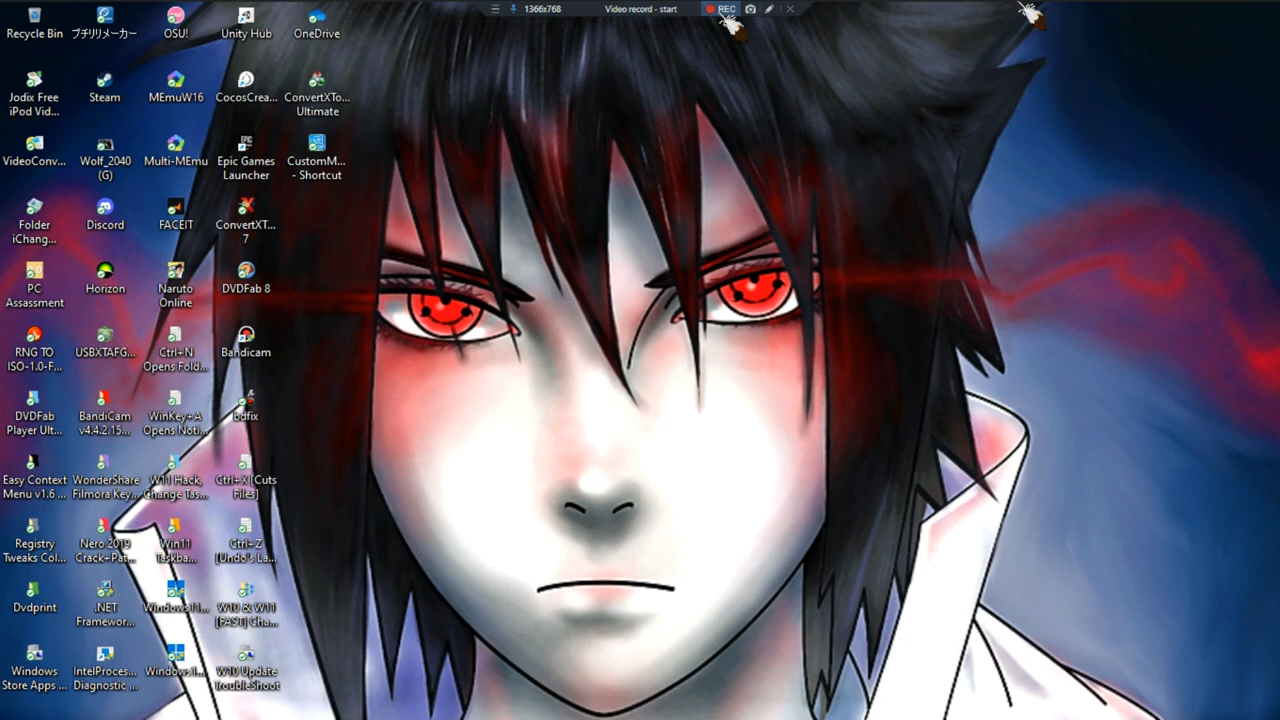 1366x768
Video record - start
REC
Recycle Bin
プチリリメーカー
OSU!
Unity Hub
OneDrive
Jodix Free
iPod Vid...
Steam
MEmuW16
CocosCrea...
ConvertXTo...
Ultimate
VideoConv...
Wolf_2040
(G)
Multi-MEmu
Epic Games
Launcher
CustomM...
- Shortcut
Folder
iChang...
Discord
FACEIT
ConvertXT...
7
PC
Assassment
Horizon
Naruto
Online
DVDFab 8
RNG TO
ISO-1.0-F...
USBXTAFG...
Ctrl+N
Opens Fold...
Bandicam
DVDFab
Player Ult...
BandiCam
v4.4.2.15...
WinKey+A
Opens Noti...
bdfix
Easy Context
Menu v1.6 ...
WonderShare
Filmora Key...
W11 Hack,
Change Tas...
Ctrl+X [Cuts
Files]
Registry
Tweaks Col...
Nero 2019
Crack+Pat...
Win11
Taskba...
Ctrl+Z
[Undo's La...
Dvdprint
.NET
Framewor...
Windows11...
W10 & W11
[FAST] Cha...
Windows
Store Apps ...
IntelProces...
Diagnostic ...
Windows1...
W10 Update
TroubleShoot